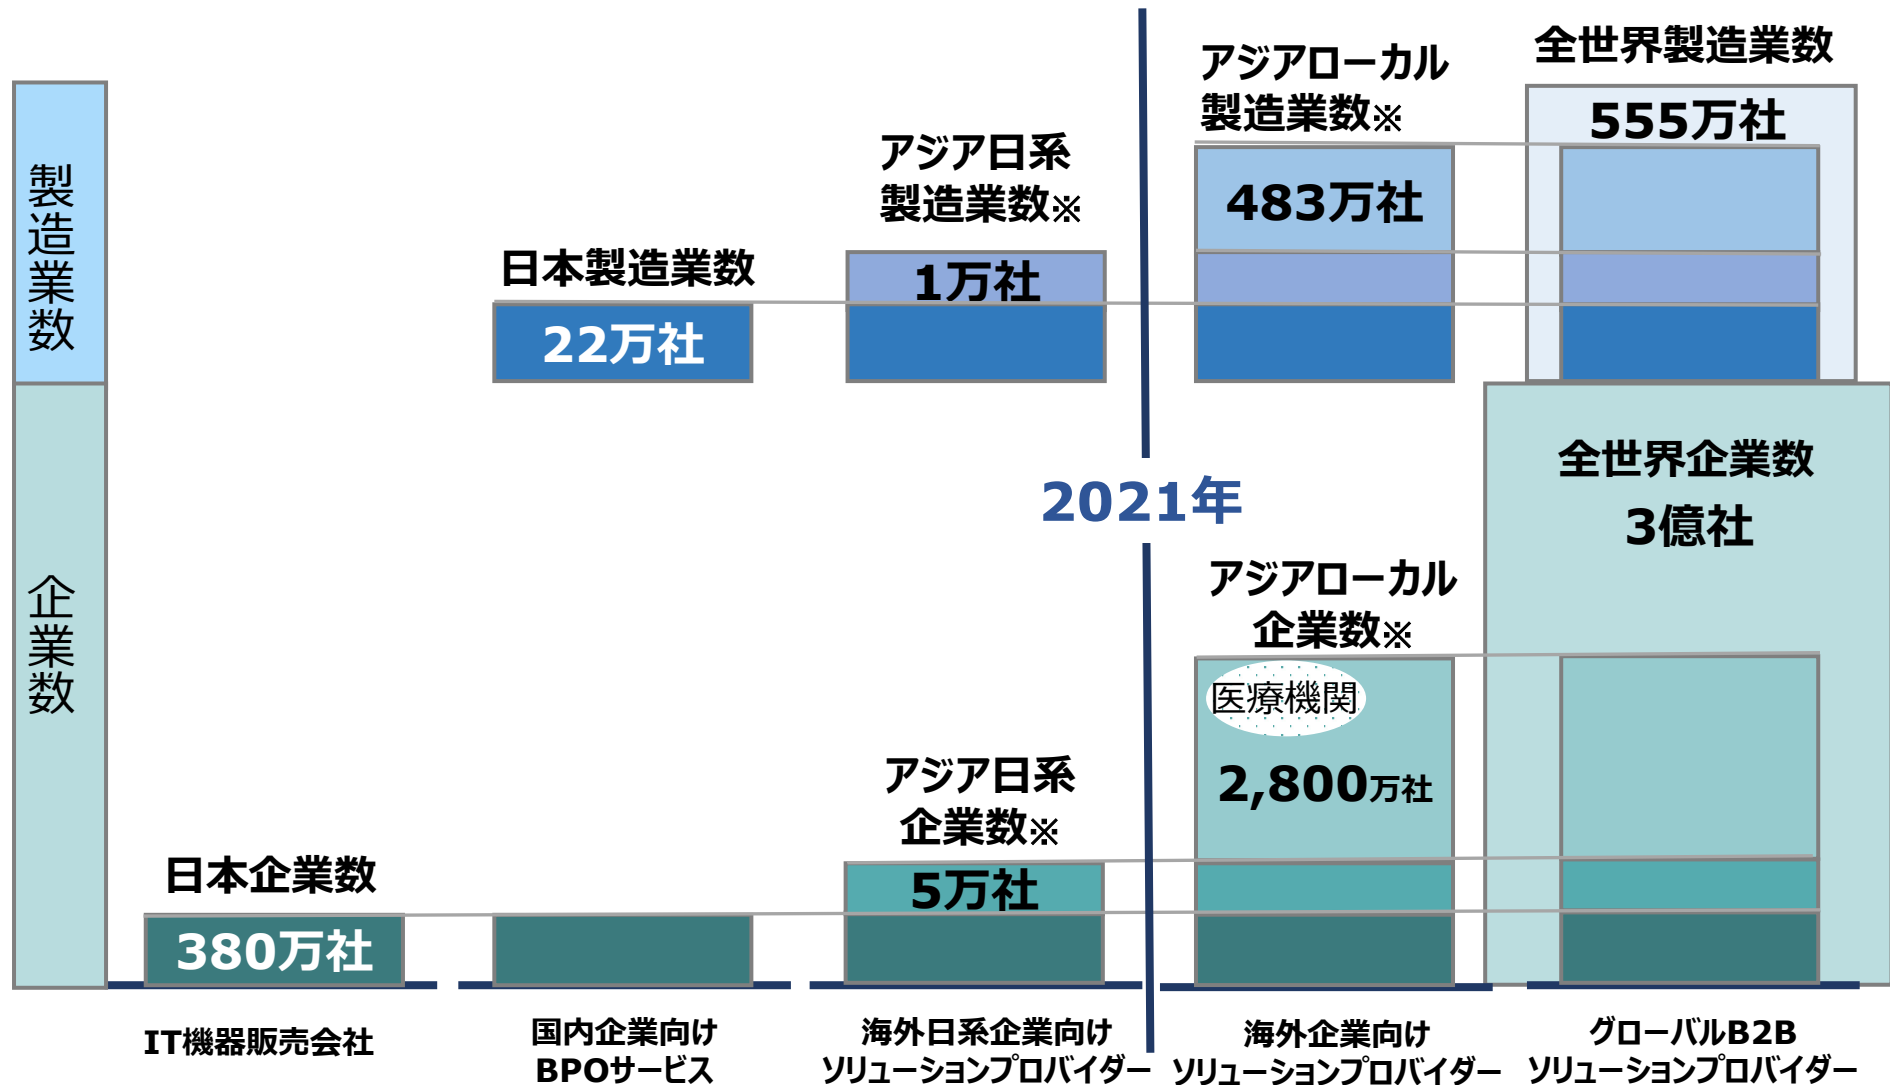 製造業数
企業数
日本製造業数
22万社
アジア日系
製造業数※
1万社
アジアローカル
製造業数※
483万社
全世界製造業数
555万社
2021年
日本企業数
380万社
アジア日系
企業数※
5万社
アジアローカル
企業数※
医療機関
2,800万社
全世界企業数
3億社
IT機器販売会社
国内企業向け
BPOサービス
海外日系企業向け
ソリューションプロバイダー
海外企業向け
ソリューションプロバイダー
グローバルB2B
ソリューションプロバイダー